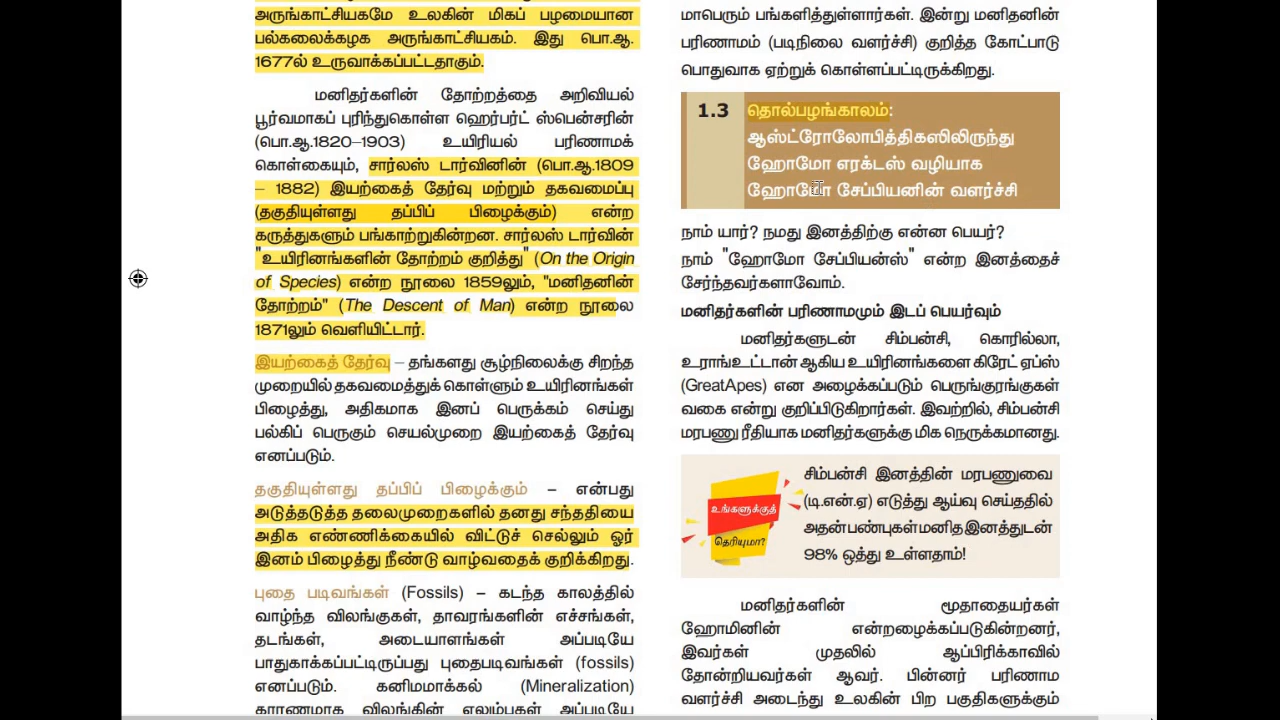 அருங்காட்சியகமே உலகின் மிகப் பழமையான
பல்கலைக்கழக அருங்காட்சியகம். இது பொ.ஆ.
1677ல் உருவாக்கப்பட்டதாகும்.
மனிதர்களின் தோற்றத்தை அறிவியல்
பூர்வமாகப் புரிந்துகொள்ள ஹெர்பர்ட் ஸ்பென்சரின்
(பொ.ஆ.1820–1903) உயிரியல் பரிணாமக்
கொள்கையும், சார்லஸ் டார்வினின் (பொ.ஆ.1809
– 1882) இயற்கைத் தேர்வு மற்றும் தகவமைப்பு
(தகுதியுள்ளது தப்பிப் பிழைக்கும்) என்ற
கருத்துகளும் பங்காற்றுகின்றன. சார்லஸ் டார்வின்
"உயிரினங்களின் தோற்றம் குறித்து" (On the Origin
of Species) என்ற நூலை 1859லும், "மனிதனின்
தோற்றம்" (The Descent of Man) என்ற நூலை
1871லும் வெளியிட்டார்.
இயற்கைத் தேர்வு – தங்களது சூழ்நிலைக்கு சிறந்த
முறையில் தகவமைத்துக் கொள்ளும் உயிரினங்கள்
பிழைத்து, அதிகமாக இனப் பெருக்கம் செய்து
பல்கிப் பெருகும் செயல்முறை இயற்கைத் தேர்வு
எனப்படும்.
தகுதியுள்ளது தப்பிப் பிழைக்கும் – என்பது
அடுத்தடுத்த தலைமுறைகளில் தனது சந்ததியை
அதிக எண்ணிக்கையில் விட்டுச் செல்லும் ஓர்
இனம் பிழைத்து நீண்டு வாழ்வதைக் குறிக்கிறது.
புதை படிவங்கள் (Fossils) – கடந்த காலத்தில்
வாழ்ந்த விலங்குகள், தாவரங்களின் எச்சங்கள்,
தடங்கள், அடையாளங்கள் அப்படியே
பாதுகாக்கப்பட்டிருப்பது புதைபடிவங்கள் (fossils)
எனப்படும். கனிமமாக்கல் (Mineralization)
காரணமாக விலங்கின் எலும்புகள் அப்படியே
மாபெரும் பங்களித்துள்ளார்கள். இன்று மனிதனின்
பரிணாமம் (படிநிலை வளர்ச்சி) குறித்த கோட்பாடு
பொதுவாக ஏற்றுக் கொள்ளப்பட்டிருக்கிறது.
1.3 தொல்பழங்காலம்:
ஆஸ்ட்ரோலோபித்திகஸிலிருந்து
ஹோமோ எரக்டஸ் வழியாக
ஹோமோ சேப்பியனின் வளர்ச்சி
நாம் யார்? நமது இனத்திற்கு என்ன பெயர்?
நாம் "ஹோமோ சேப்பியன்ஸ்" என்ற இனத்தைச்
சேர்ந்தவர்களாவோம்.
மனிதர்களின் பரிணாமமும் இடப் பெயர்வும்
மனிதர்களுடன் சிம்பன்சி, கொரில்லா,
உராங்உட்டான் ஆகிய உயிரினங்களை கிரேட் ஏப்ஸ்
(GreatApes) என அழைக்கப்படும் பெருங்குரங்குகள்
வகை என்று குறிப்பிடுகிறார்கள். இவற்றில், சிம்பன்சி
மரபணு ரீதியாக மனிதர்களுக்கு மிக நெருக்கமானது.
உங்களுக்குத்
தெரியுமா?
சிம்பன்சி இனத்தின் மரபணுவை
(டி.என்.ஏ) எடுத்து ஆய்வு செய்ததில்
அதன் பண்புகள் மனித இனத்துடன்
98% ஒத்து உள்ளதாம்!
மனிதர்களின் மூதாதையர்கள்
ஹோமினின் என்றழைக்கப்படுகின்றனர்,
இவர்கள் முதலில் ஆப்பிரிக்காவில்
தோன்றியவர்கள் ஆவர். பின்னர் பரிணாம
வளர்ச்சி அடைந்து உலகின் பிற பகுதிகளுக்கும்